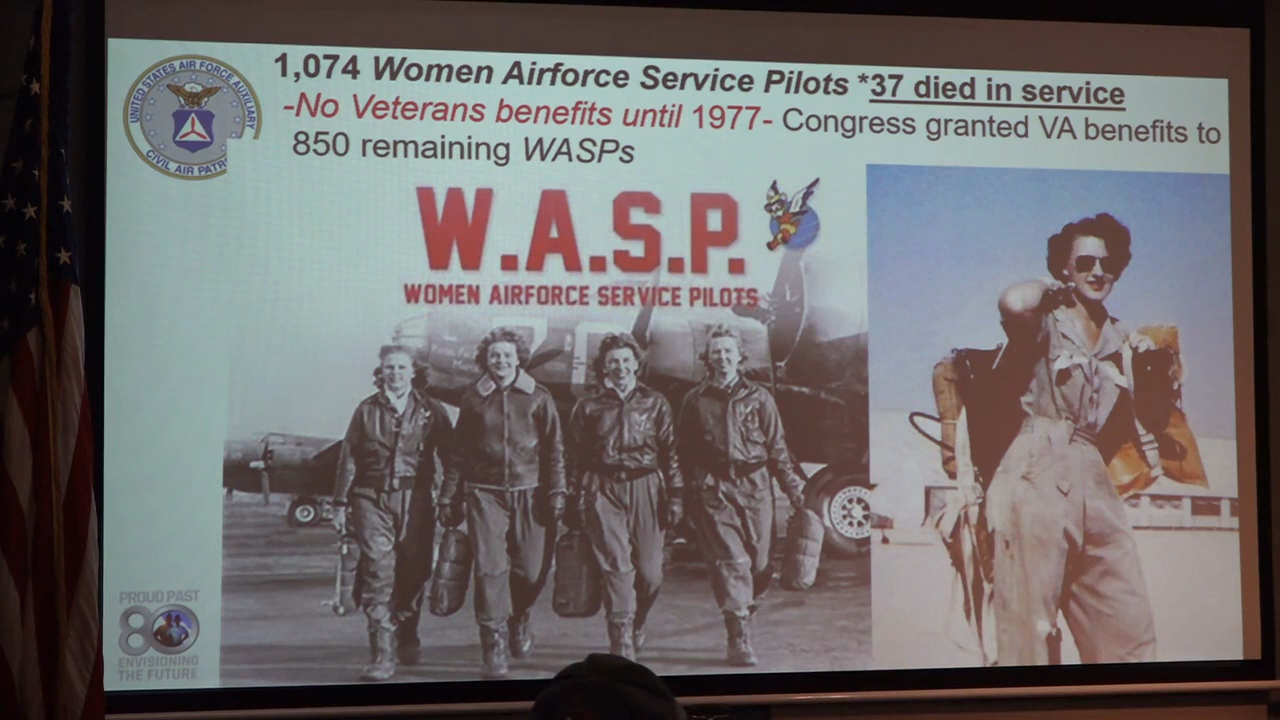 1,074 Women Airforce Service Pilots *37 died in service
-No Veterans benefits until 1977- Congress granted VA benefits to
850 remaining WASPs
UNITED STATES AIR FORCE AUXILIARY
CIVIL AIR PATR
W.A.S.P.
WOMEN AIRFORCE SERVICE PILOTS
PROUD PAST
80
ENVISIONING
THE FUTURE